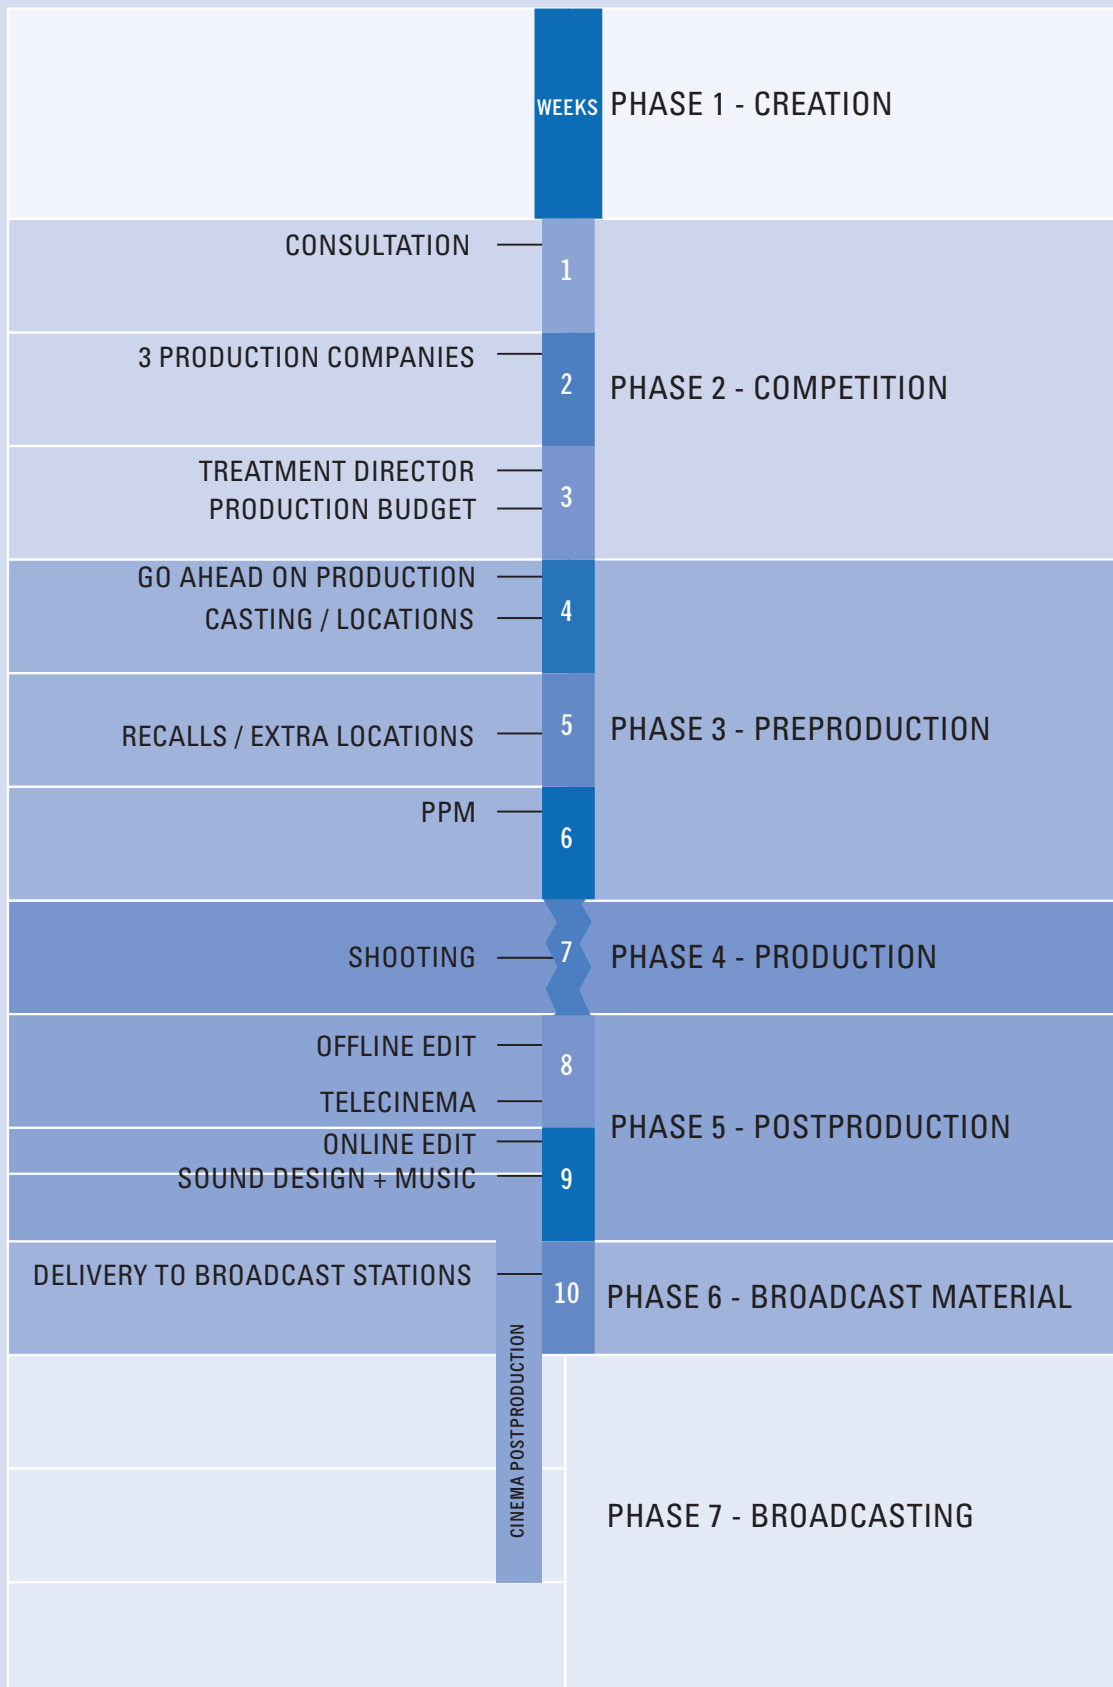 WEEKS
PHASE 1 - CREATION
CONSULTATION
1
3 PRODUCTION COMPANIES
2
PHASE 2 - COMPETITION
TREATMENT DIRECTOR
PRODUCTION BUDGET
3
GO AHEAD ON PRODUCTION
CASTING / LOCATIONS
4
RECALLS / EXTRA LOCATIONS
5
PHASE 3 - PREPRODUCTION
PPM
6
SHOOTING
7
PHASE 4 - PRODUCTION
OFFLINE EDIT
8
TELECINEMA
PHASE 5 - POSTPRODUCTION
ONLINE EDIT
SOUND DESIGN + MUSIC
9
DELIVERY TO BROADCAST STATIONS
10
PHASE 6 - BROADCAST MATERIAL
CINEMA POSTPRODUCTION
PHASE 7 - BROADCASTING